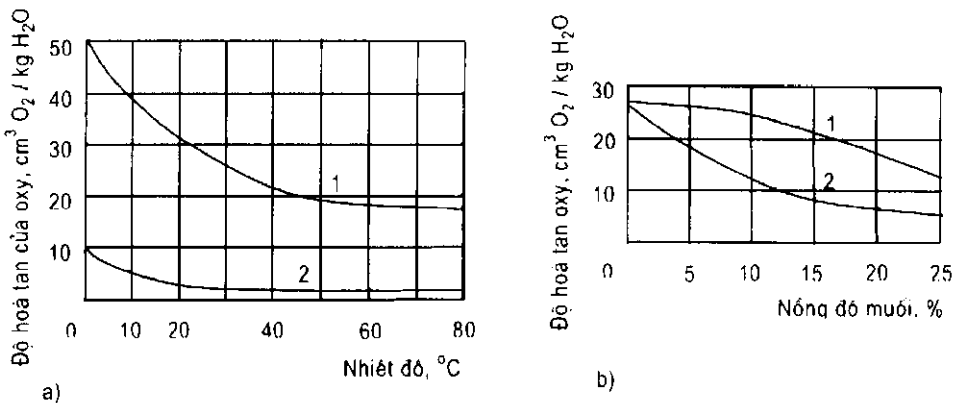 Độ hoà tan của oxy, cm³ O₂ / kg H₂O
50
40
30
20
10
1
2
0 10 20 40 60 80
Nhiệt độ, °C
a)
Độ hoà tan oxy, cm³ O₂ / kg H₂O
30
20
10
1
2
0 5 10 15 20 25
Nồng độ muối, %
b)